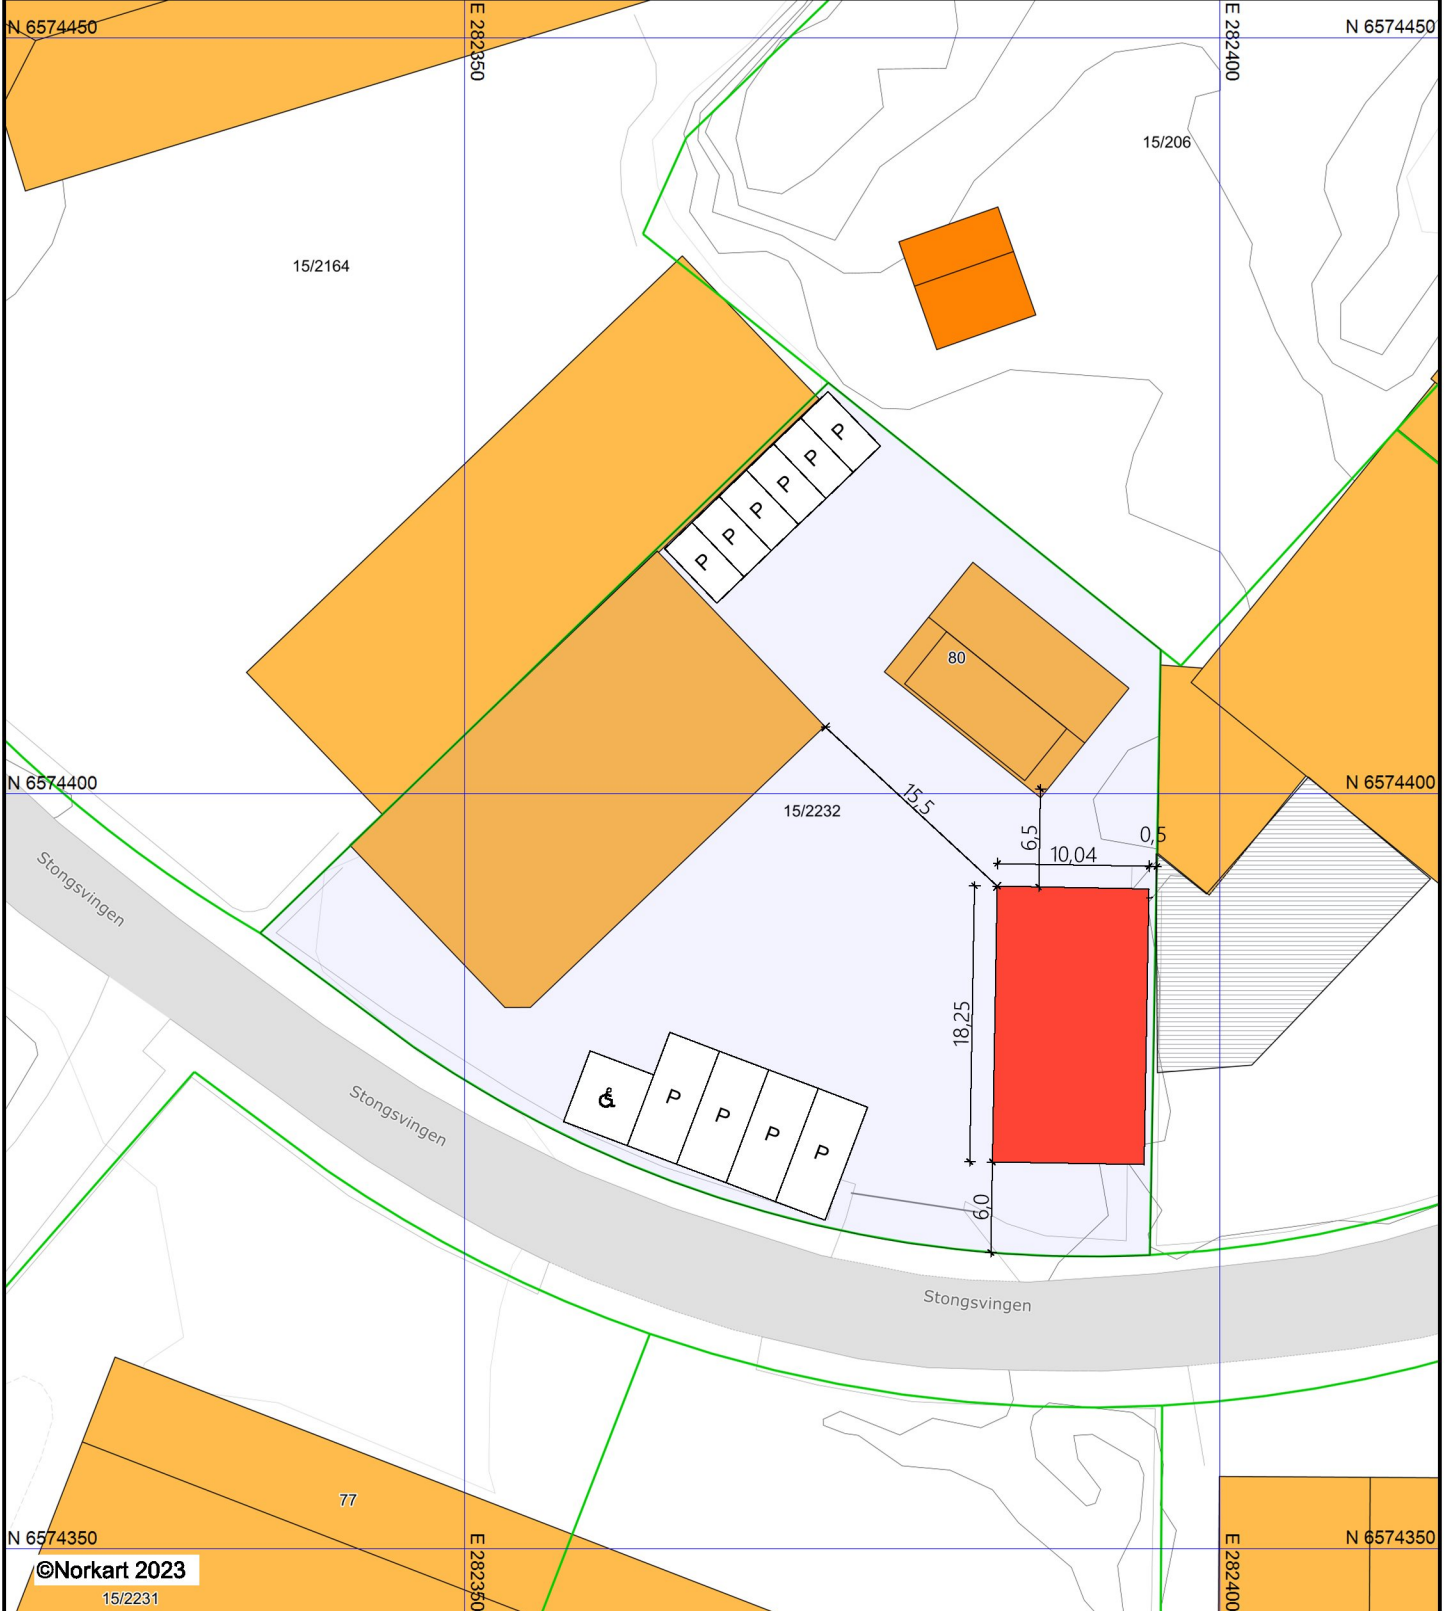 N 6574450
E 282350
E 282400
N 6574450
15/206
15/2164
P
P
P
P
P
P
80
N 6574400
N 6574400
15,5
15/2232
6,5
0,5
10,04
Stongsvingen
18,25
P
P
P
P
Stongsvingen
6,0
Stongsvingen
77
N 6574350
E 282350
E 282400
N 6574350
©Norkart 2023
15/2231